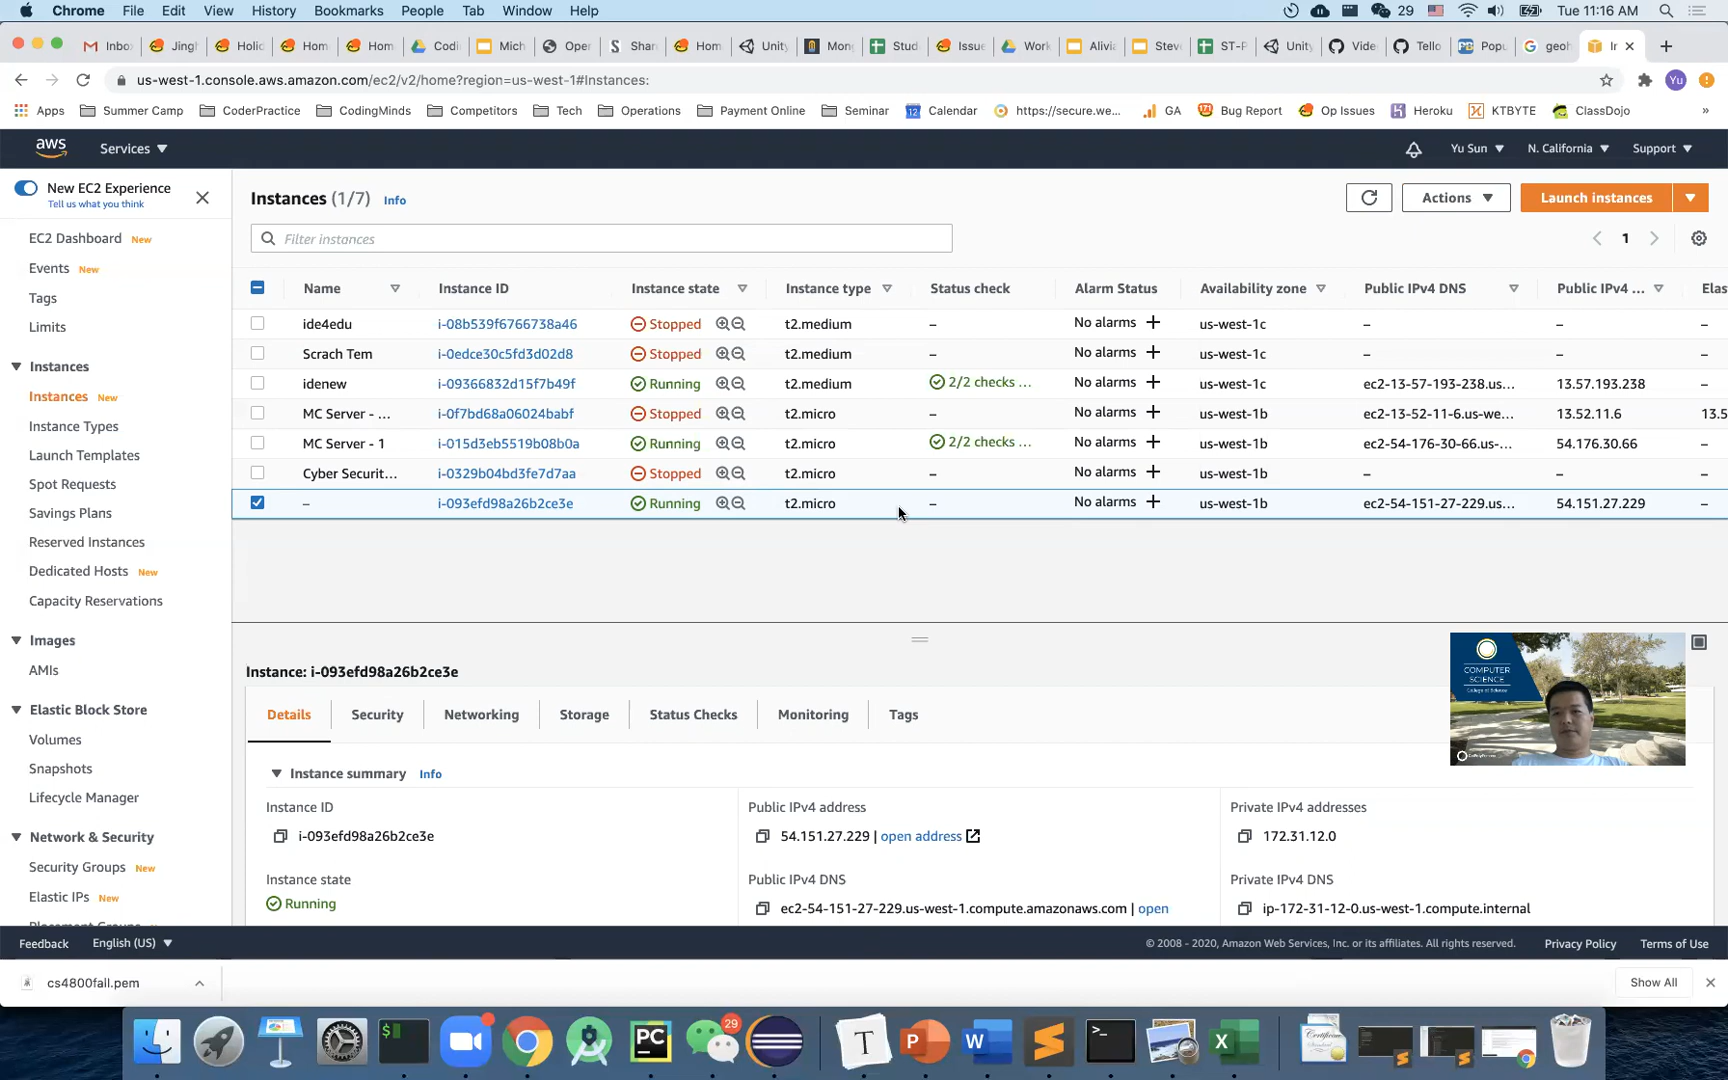 Chrome File Edit View History Bookmarks People Tab Window Help 29 Tue 11:16 AM
Inbo Jingl Holic Hom Hom Codi Mich Oper Shar Hom Unity Mon Stud Issue Work Alivia Steve ST-P Unity Vide Tello Popu geoh Ir
us-west-1.console.aws.amazon.com/ec2/v2/home?region=us-west-1#Instances: Yu
Apps Summer Camp CoderPractice CodingMinds Competitors Tech Operations Payment Online Seminar Calendar https://secure.we... GA Bug Report Op Issues Heroku KTBYTE ClassDojo »
aws Services Yu Sun N. California Support
New EC2 Experience
Tell us what you think
EC2 Dashboard New
Events New
Tags
Limits
Instances
Instances New
Instance Types
Launch Templates
Spot Requests
Savings Plans
Reserved Instances
Dedicated Hosts New
Capacity Reservations
Images
AMIs
Elastic Block Store
Volumes
Snapshots
Lifecycle Manager
Network & Security
Security Groups New
Elastic IPs New
Placement Groups
Instances (1/7) Info Actions Launch instances
Filter instances 1
Name Instance ID Instance state Instance type Status check Alarm Status Availability zone Public IPv4 DNS Public IPv4 ... Elas
ide4edu i-08b539f6766738a46 Stopped t2.medium – No alarms + us-west-1c – – –
Scrach Tem i-0edce30c5fd3d02d8 Stopped t2.medium – No alarms + us-west-1c – – –
idenew i-09366832d15f7b49f Running t2.medium 2/2 checks ... No alarms + us-west-1c ec2-13-57-193-238.us... 13.57.193.238 –
MC Server - ... i-0f7bd68a06024babf Stopped t2.micro – No alarms + us-west-1b ec2-13-52-11-6.us-we... 13.52.11.6 13.5
MC Server - 1 i-015d3eb5519b08b0a Running t2.micro 2/2 checks ... No alarms + us-west-1b ec2-54-176-30-66.us-... 54.176.30.66 –
Cyber Securit... i-0329b04bd3fe7d7aa Stopped t2.micro – No alarms + us-west-1b – – –
– i-093efd98a26b2ce3e Running t2.micro – No alarms + us-west-1b ec2-54-151-27-229.us... 54.151.27.229 –
Instance: i-093efd98a26b2ce3e
Details Security Networking Storage Status Checks Monitoring Tags
COMPUTER
SCIENCE
College of Science
Instance summary Info
Instance ID
i-093efd98a26b2ce3e
Public IPv4 address
54.151.27.229 | open address
Private IPv4 addresses
172.31.12.0
Instance state
Running
Public IPv4 DNS
ec2-54-151-27-229.us-west-1.compute.amazonaws.com | open
Private IPv4 DNS
ip-172-31-12-0.us-west-1.compute.internal
Feedback English (US) © 2008 - 2020, Amazon Web Services, Inc. or its affiliates. All rights reserved. Privacy Policy Terms of Use
cs4800fall.pem Show All
$ PC 29 T P W >_ X